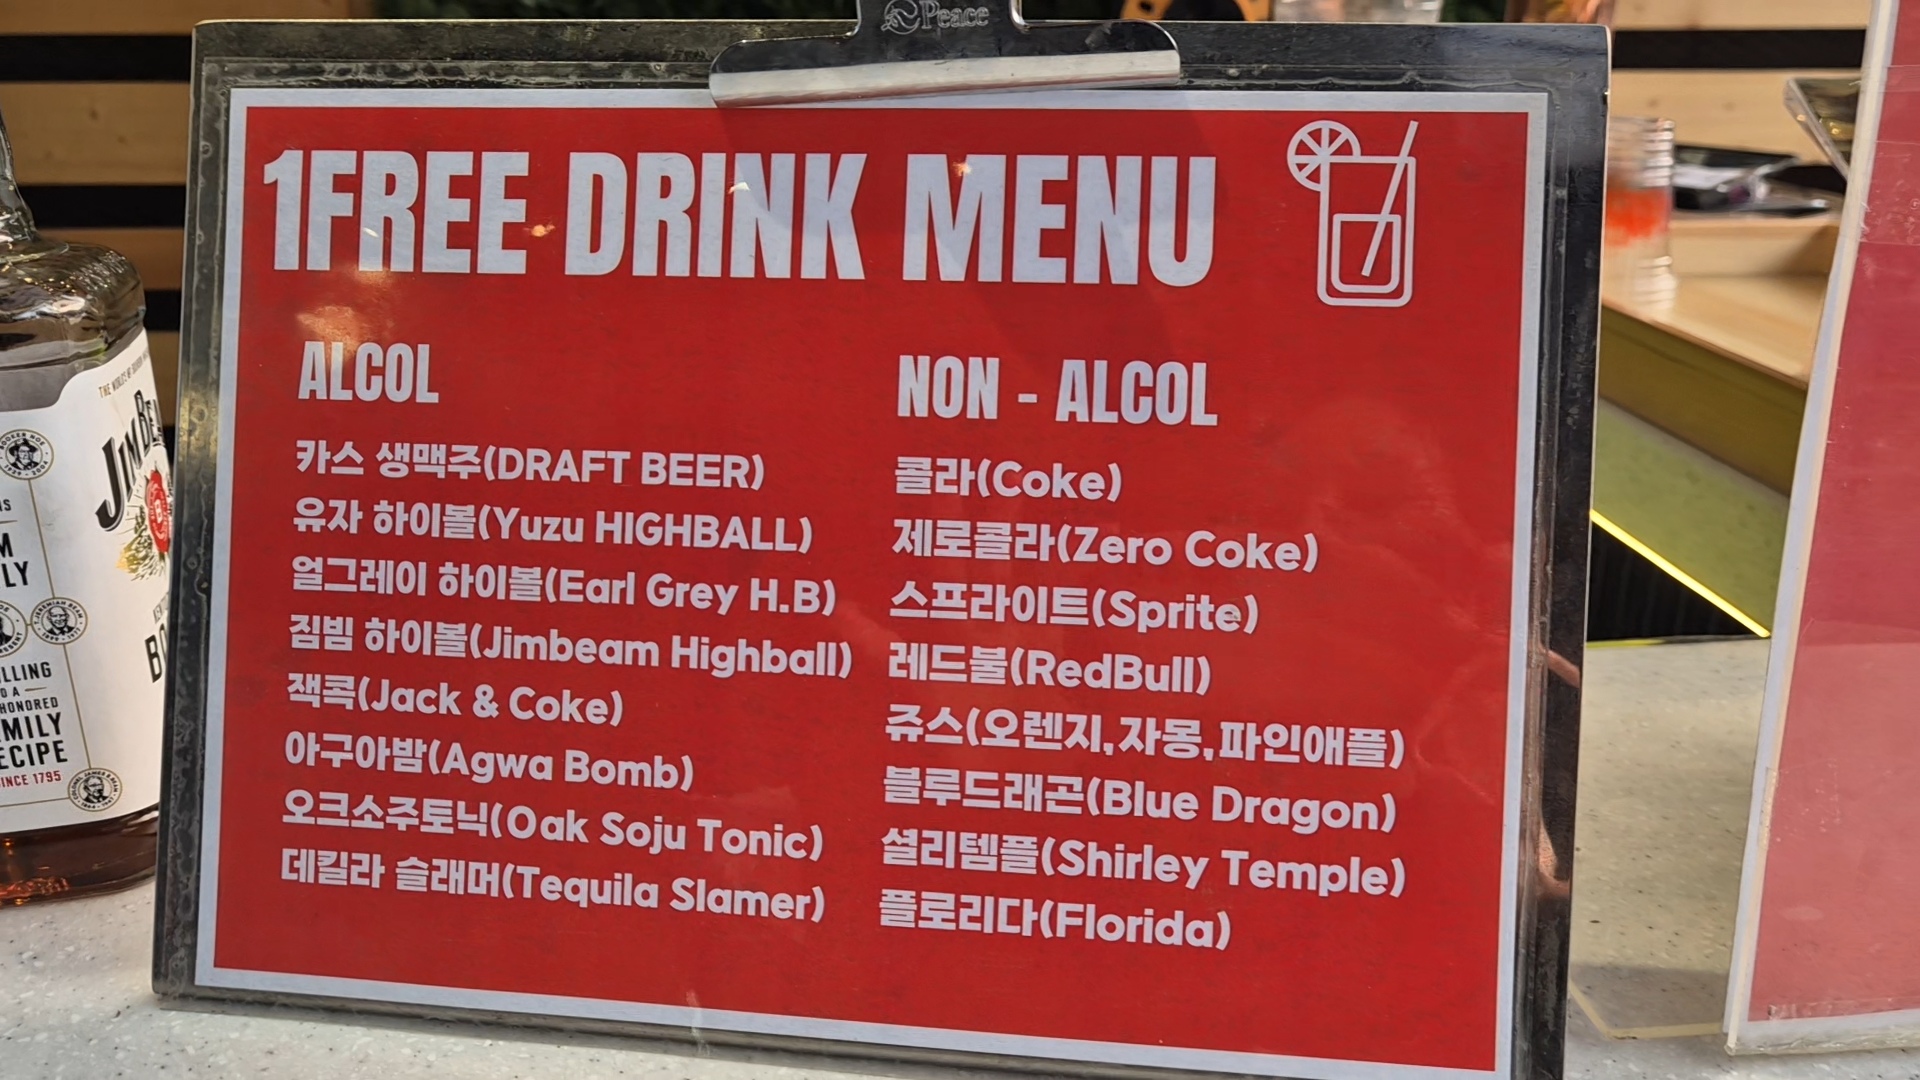 Peace
1FREE DRINK MENU
ALCOL
카스 생맥주(DRAFT BEER)
유자 하이볼(Yuzu HIGHBALL)
얼그레이 하이볼(Earl Grey H.B)
짐빔 하이볼(Jimbeam Highball)
잭콕(Jack & Coke)
아구아밤(Agwa Bomb)
오크소주토닉(Oak Soju Tonic)
데킬라 슬래머(Tequila Slamer)
NON - ALCOL
콜라(Coke)
제로콜라(Zero Coke)
스프라이트(Sprite)
레드불(RedBull)
쥬스(오렌지,자몽,파인애플)
블루드래곤(Blue Dragon)
셜리템플(Shirley Temple)
플로리다(Florida)
SINCE 1795